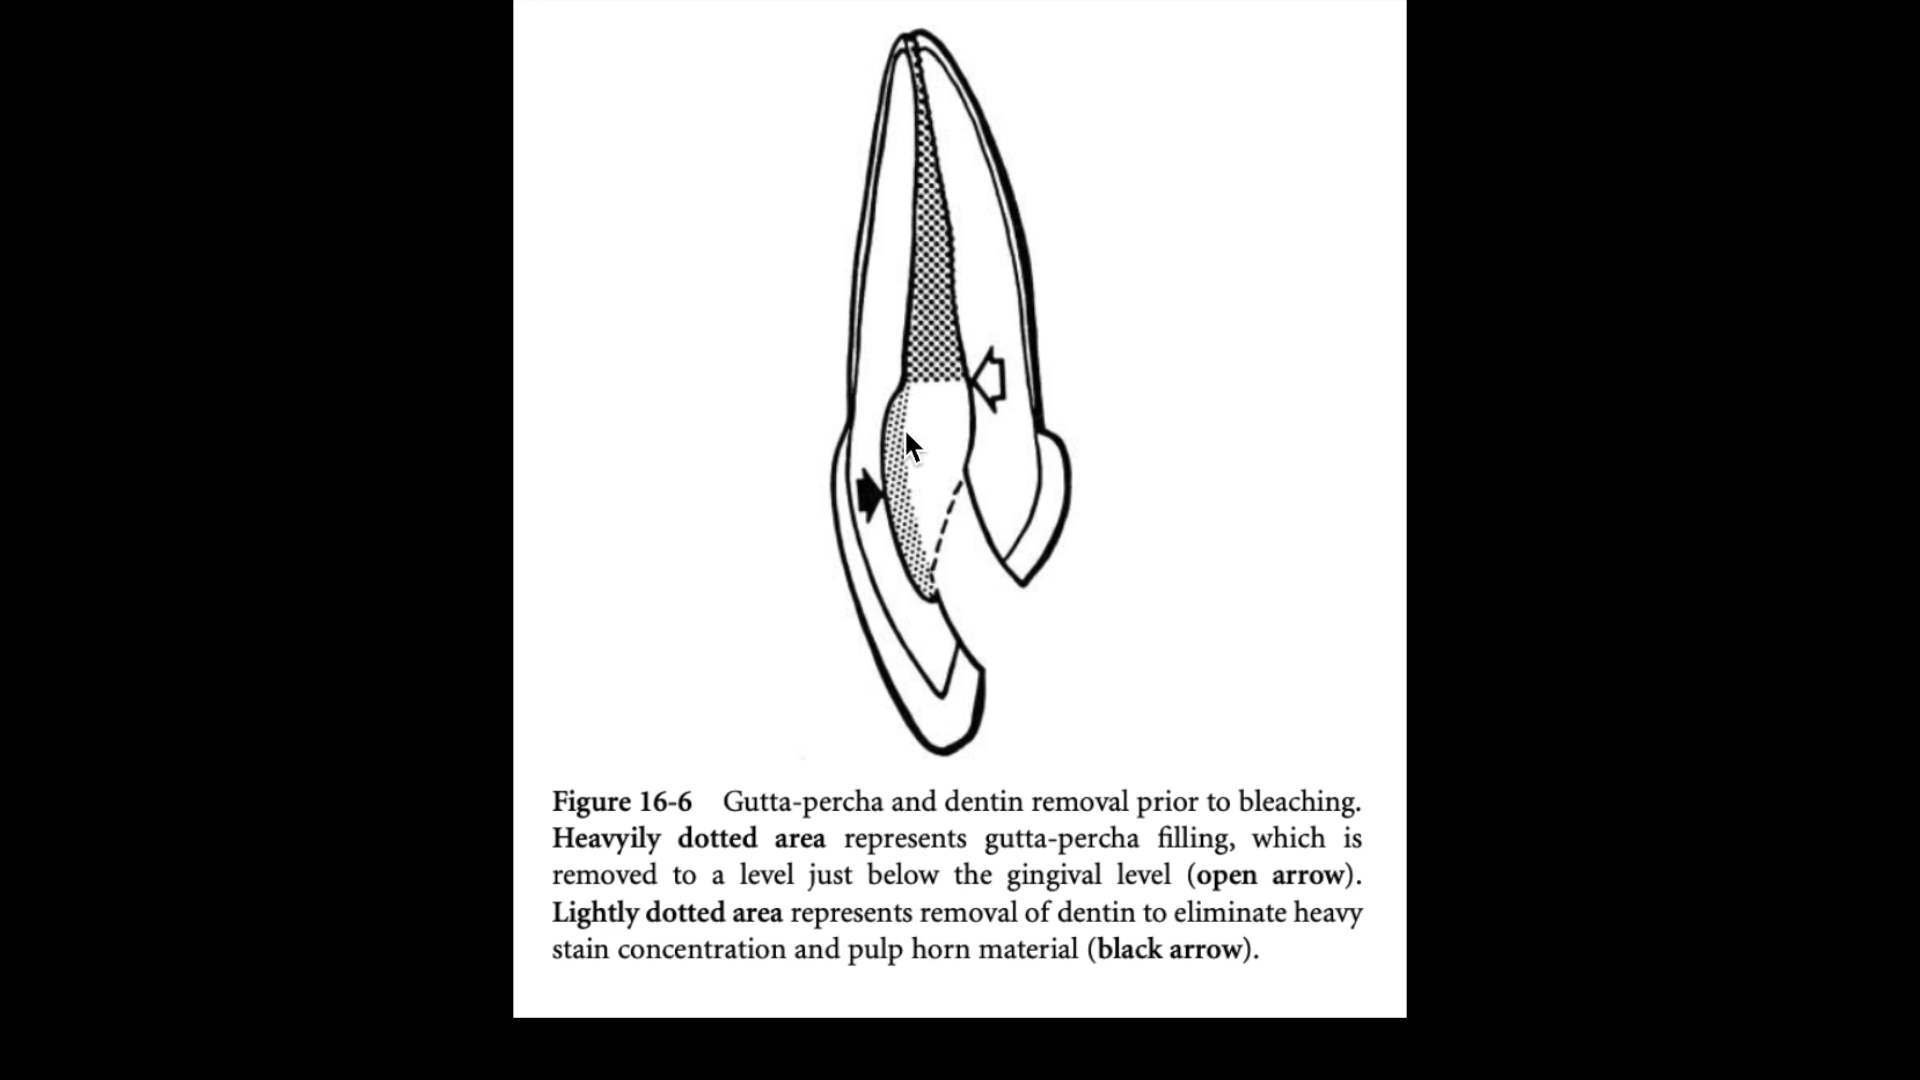 Figure 16-6 Gutta-percha and dentin removal prior to bleaching.
Heavyily dotted area represents gutta-percha filling, which is
removed to a level just below the gingival level (open arrow).
Lightly dotted area represents removal of dentin to eliminate heavy
stain concentration and pulp horn material (black arrow).